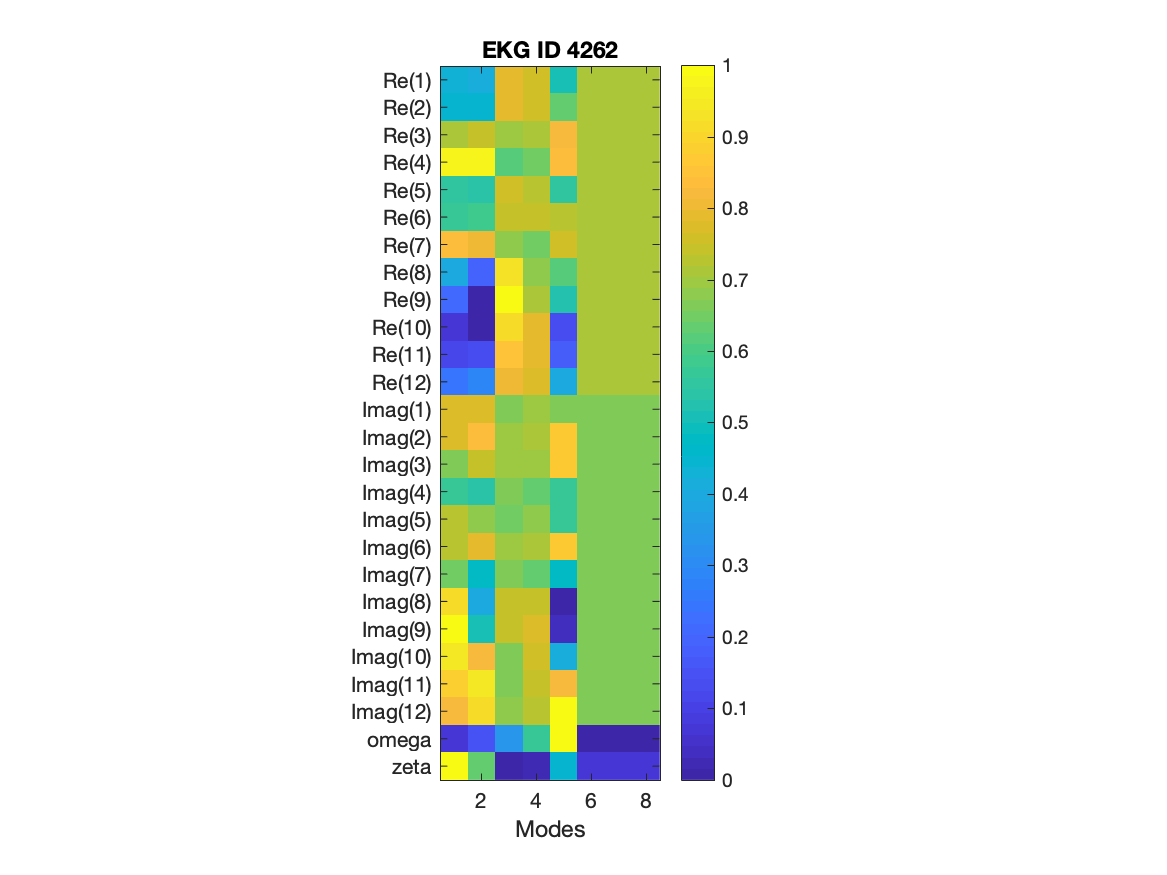 EKG ID 4262
Re(1)
Re(2)
Re(3)
Re(4)
Re(5)
Re(6)
Re(7)
Re(8)
Re(9)
Re(10)
Re(11)
Re(12)
Imag(1)
Imag(2)
Imag(3)
Imag(4)
Imag(5)
Imag(6)
Imag(7)
Imag(8)
Imag(9)
Imag(10)
Imag(11)
Imag(12)
omega
zeta
2 4 6 8
Modes
1
0.9
0.8
0.7
0.6
0.5
0.4
0.3
0.2
0.1
0